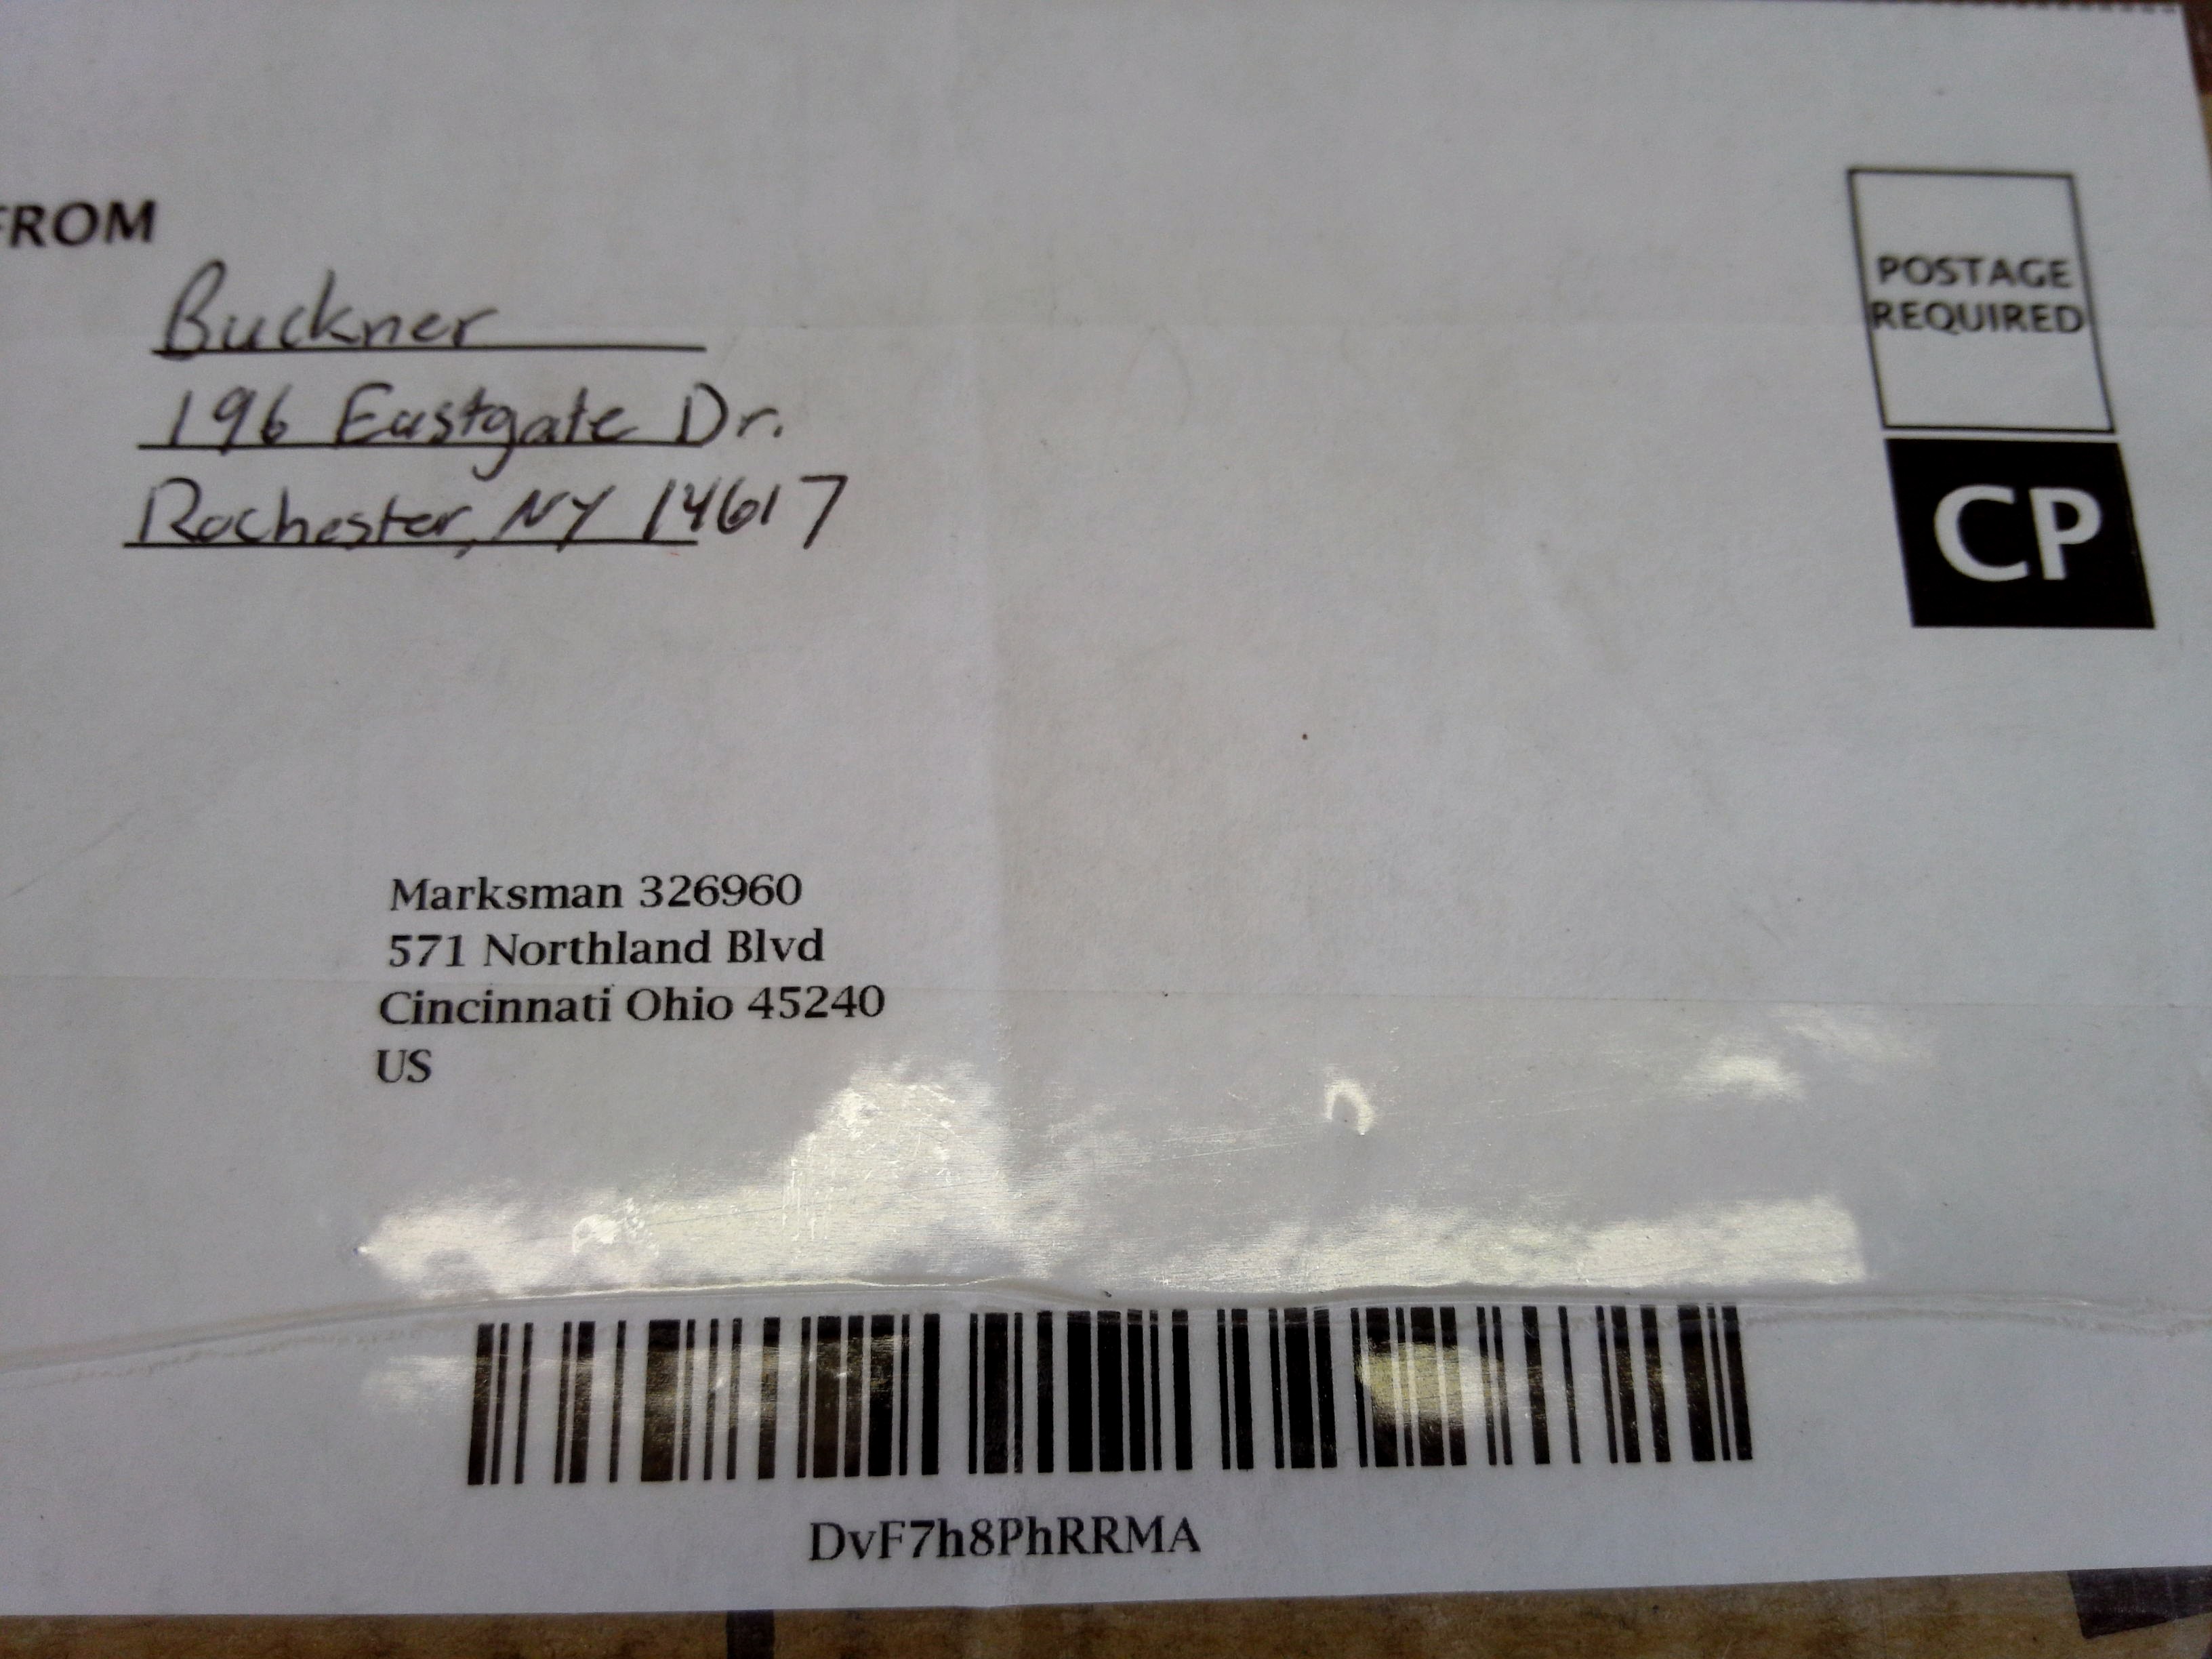 FROM
Buckner
196 Eastgate Dr.
Rochester, NY 14617
POSTAGE
REQUIRED
CP
Marksman 326960
571 Northland Blvd
Cincinnati Ohio 45240
US
DvF7h8PhRRMA